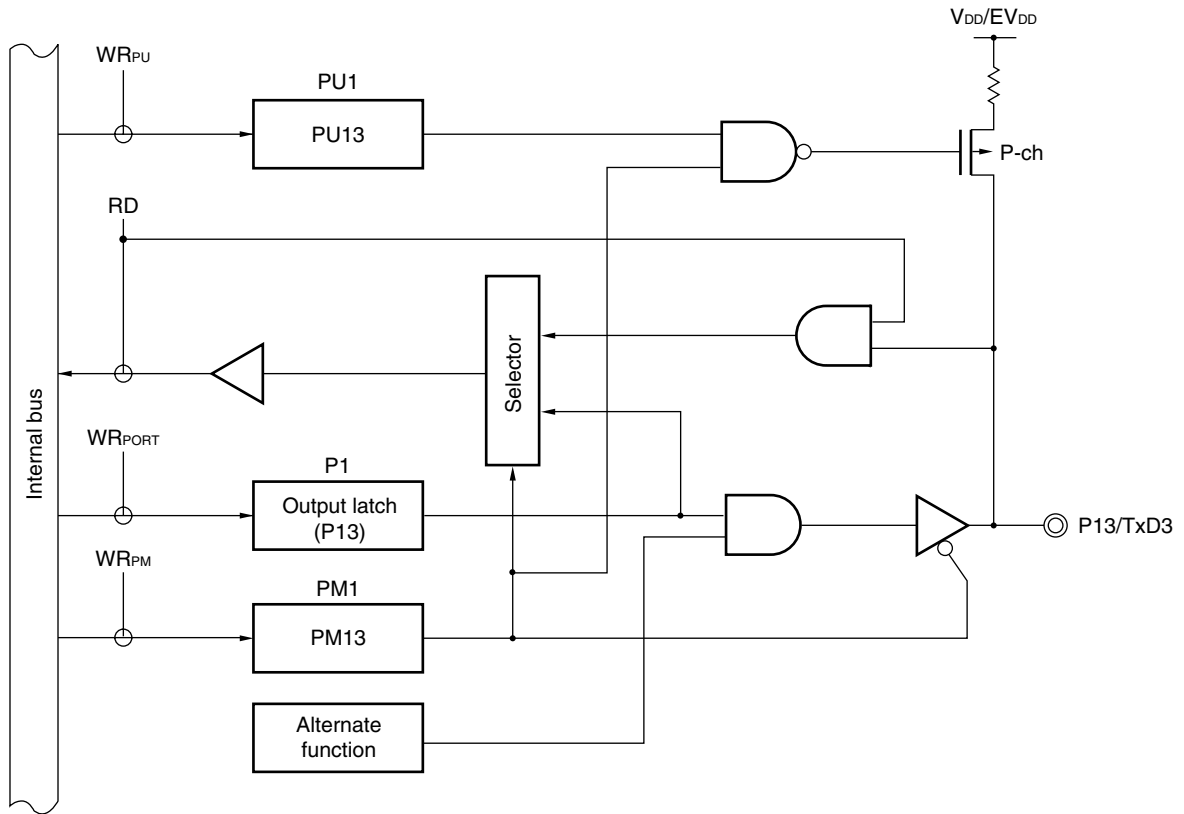 VDD/EVDD
WRPU
PU1
PU13
P-ch
RD
Selector
Internal bus
WRPORT
P1
Output latch
(P13)
P13/TxD3
WRPM
PM1
PM13
Alternate
function